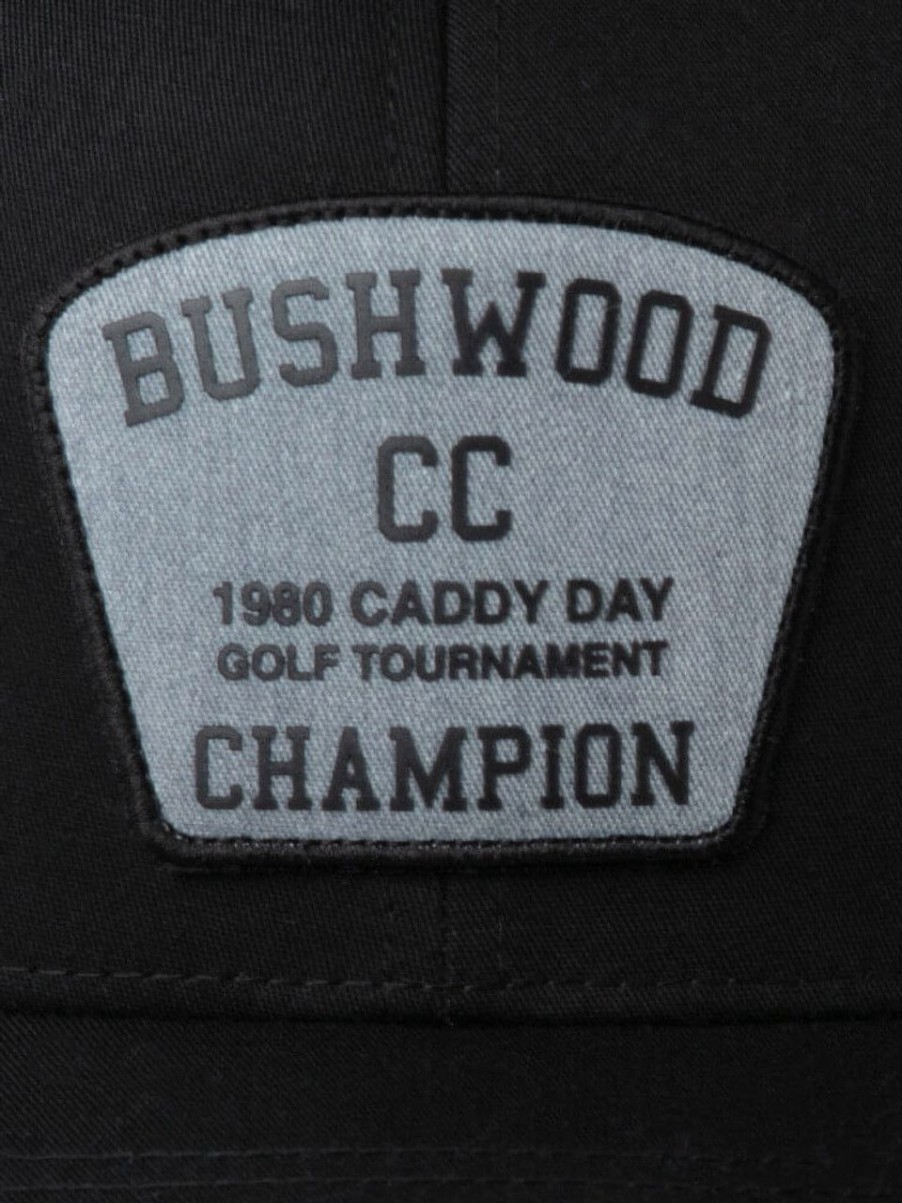 BUSHWOOD
CC
1980 CADDY DAY
GOLF TOURNAMENT
CHAMPION